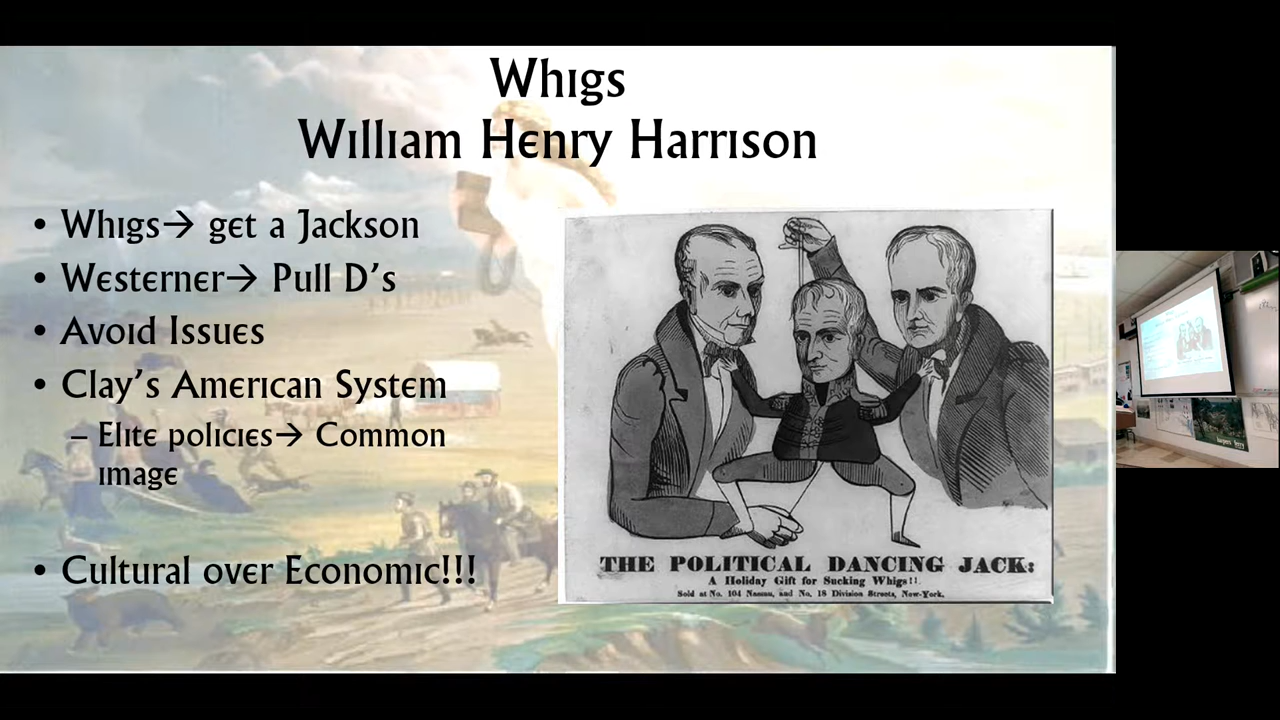 Whigs
William Henry Harrison
• Whigs→ get a Jackson
• Westerner→ Pull D's
• Avoid Issues
• Clay's American System
– Elite policies→ Common
image
• Cultural over Economic!!!
THE POLITICAL DANCING JACK:
A Holiday Gift for Sucking Whigs!!
Sold at No. 104 Nassau, and No. 18 Division Streets, New-York.
harpers ferry